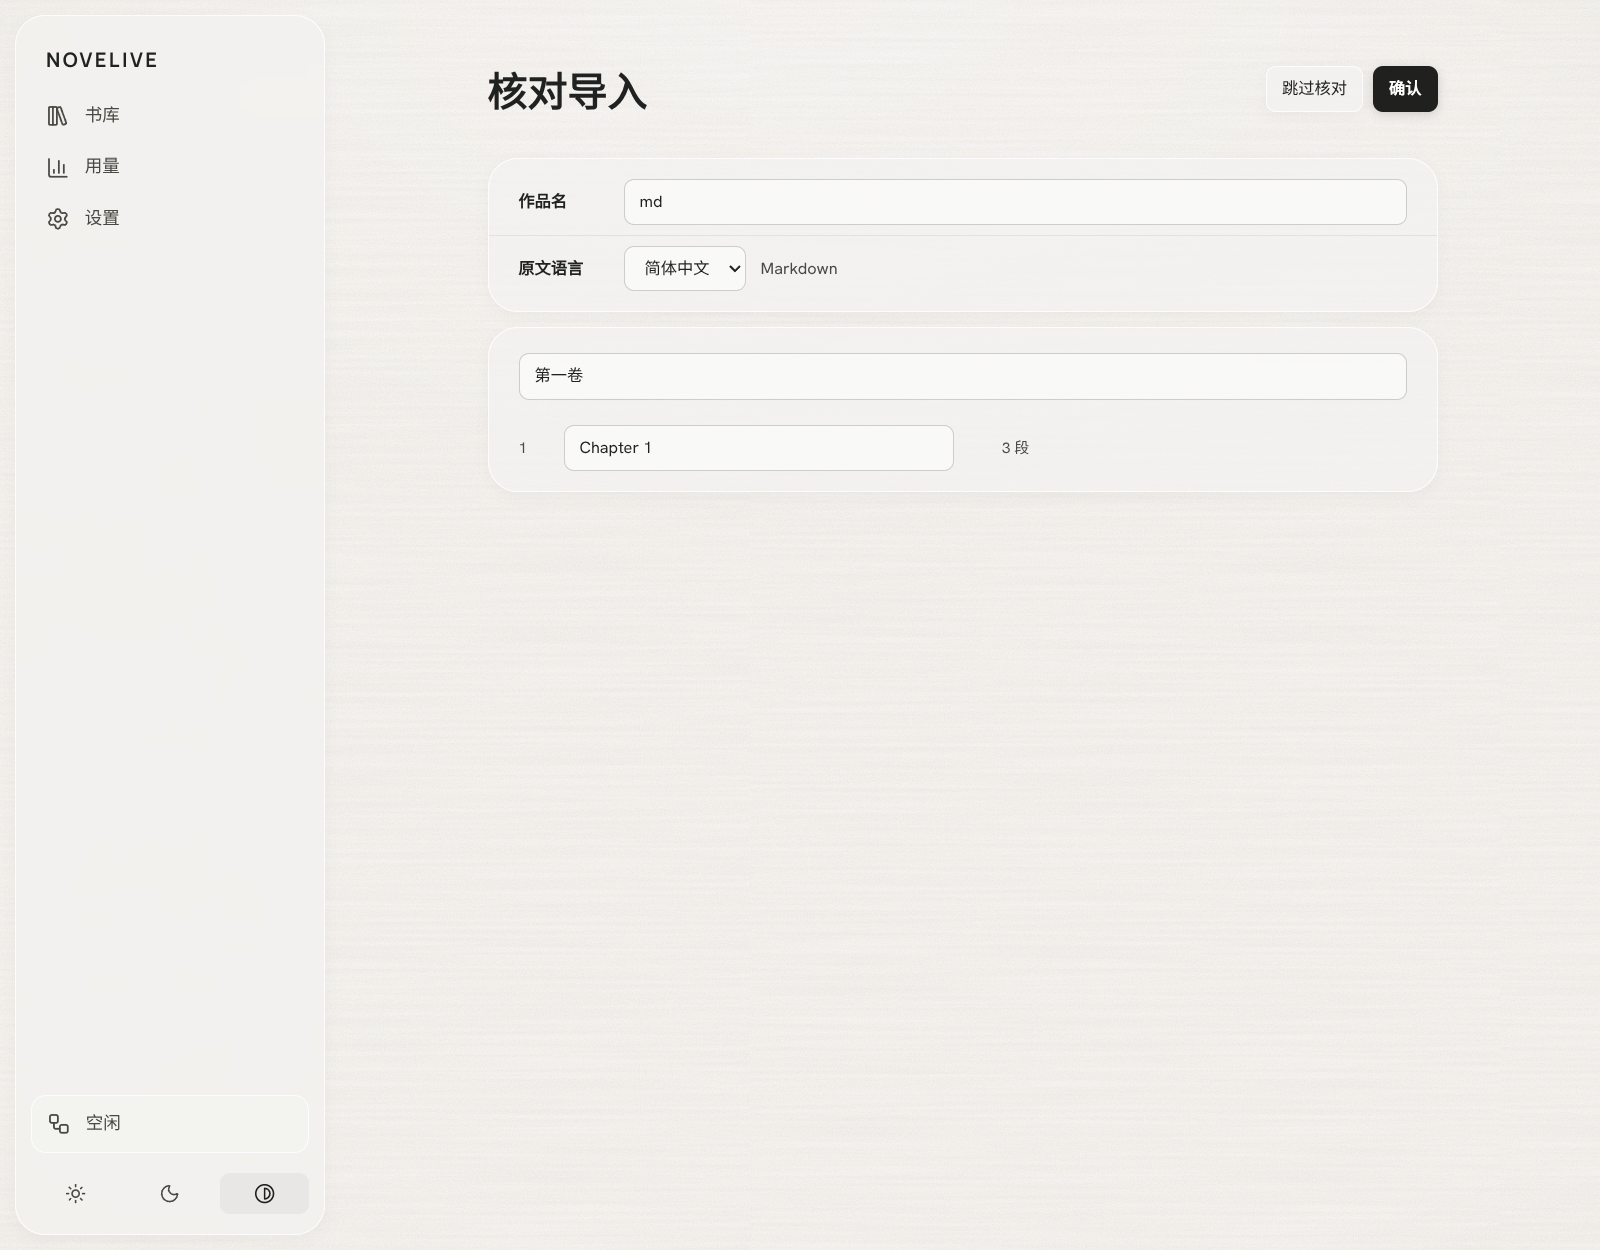 NOVELIVE
书库
用量
设置
空闲
核对导入
跳过核对
确认
作品名
md
原文语言
简体中文
Markdown
第一卷
1
Chapter 1
3 段